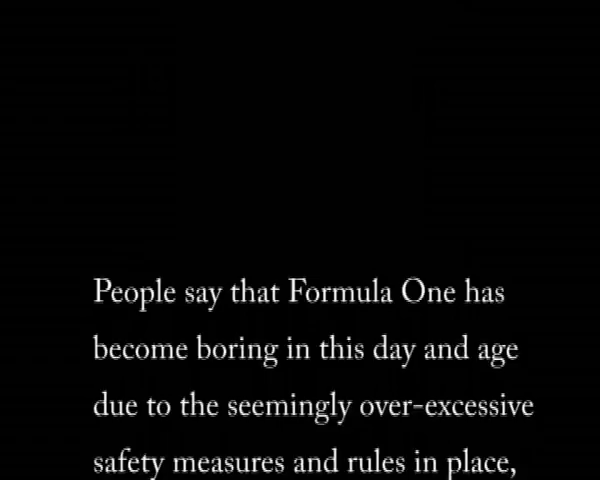 People say that Formula One has
become boring in this day and age
due to the seemingly over-excessive
safety measures and rules in place,